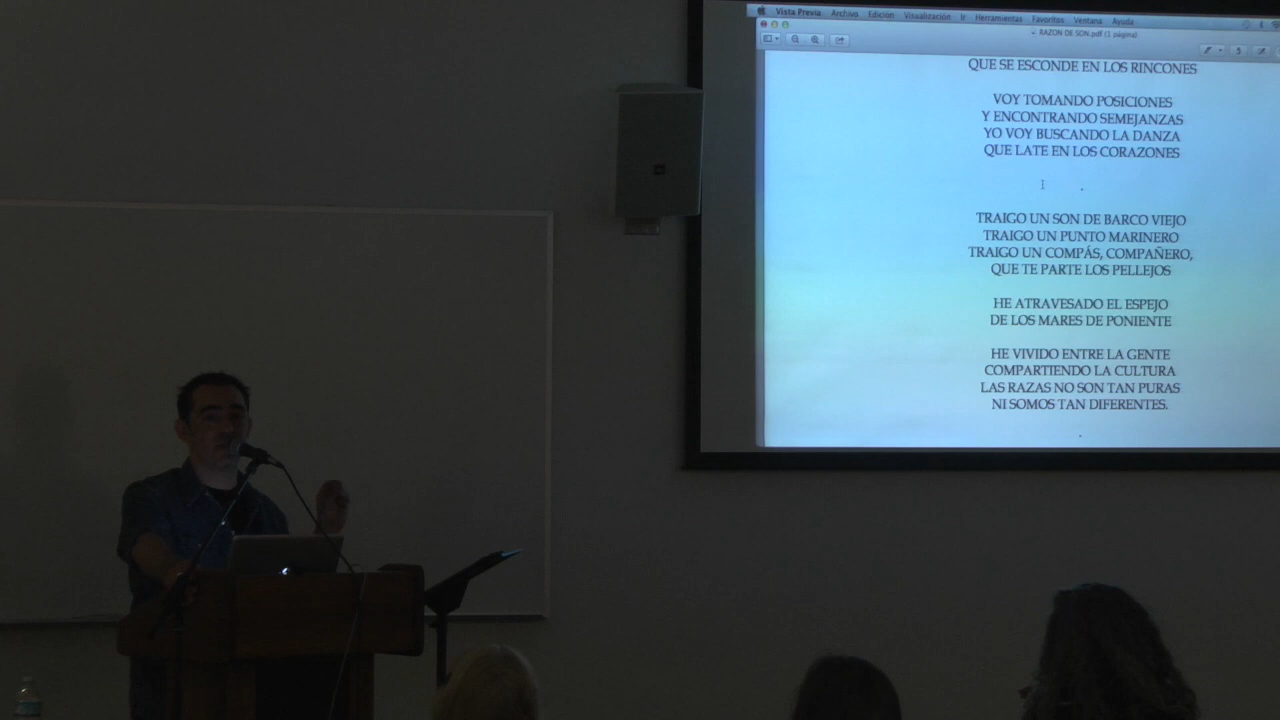 Vista Previa Archivo Edición Visualización Ir Herramientas Favoritos Ventana Ayuda
RAZON DE SON.pdf (1 página)
QUE SE ESCONDE EN LOS RINCONES
VOY TOMANDO POSICIONES
Y ENCONTRANDO SEMEJANZAS
YO VOY BUSCANDO LA DANZA
QUE LATE EN LOS CORAZONES
TRAIGO UN SON DE BARCO VIEJO
TRAIGO UN PUNTO MARINERO
TRAIGO UN COMPÁS, COMPAÑERO,
QUE TE PARTE LOS PELLEJOS
HE ATRAVESADO EL ESPEJO
DE LOS MARES DE PONIENTE
HE VIVIDO ENTRE LA GENTE
COMPARTIENDO LA CULTURA
LAS RAZAS NO SON TAN PURAS
NI SOMOS TAN DIFERENTES.